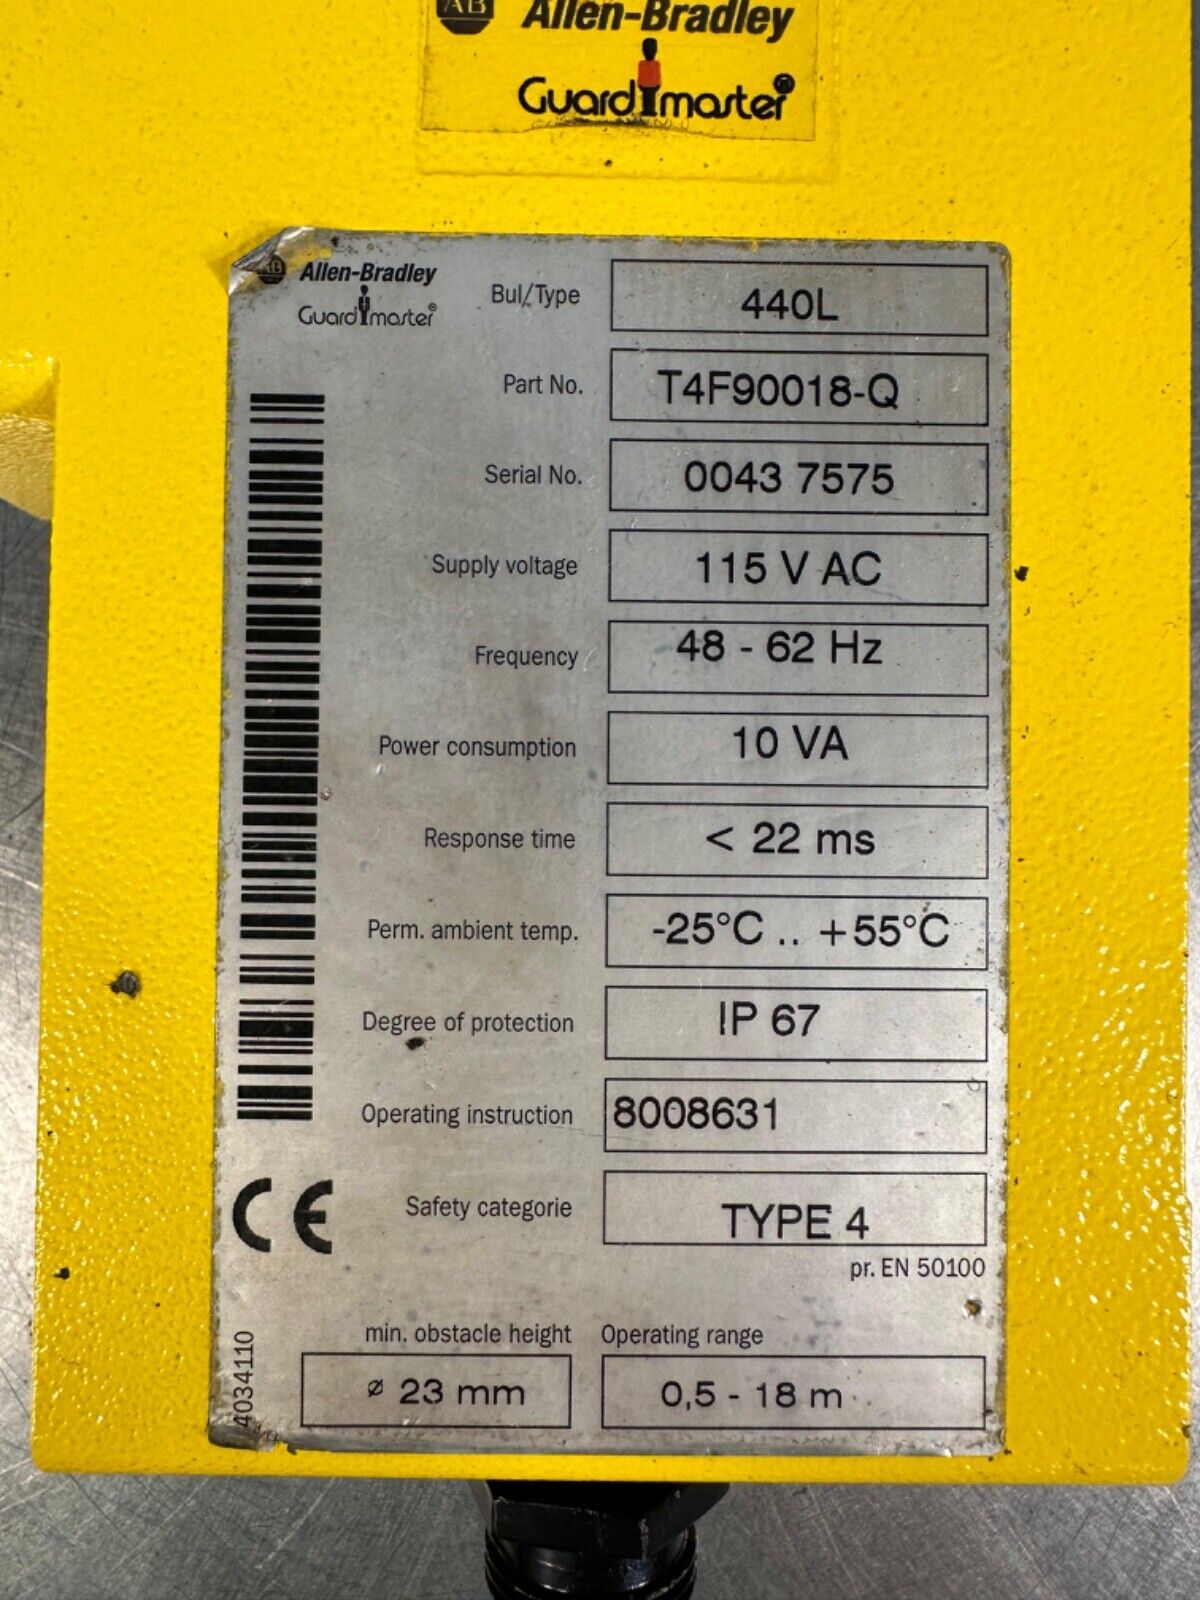 AB Allen-Bradley
Guardmaster®
AB Allen-Bradley
Guardmaster®
Bul/Type 440L
Part No. T4F90018-Q
Serial No. 0043 7575
Supply voltage 115 V AC
Frequency 48 - 62 Hz
Power consumption 10 VA
Response time < 22 ms
Perm. ambient temp. -25°C .. +55°C
Degree of protection IP 67
Operating instruction 8008631
CE Safety categorie TYPE 4
pr. EN 50100
min. obstacle height Operating range
ø 23 mm 0,5 - 18 m
4034110